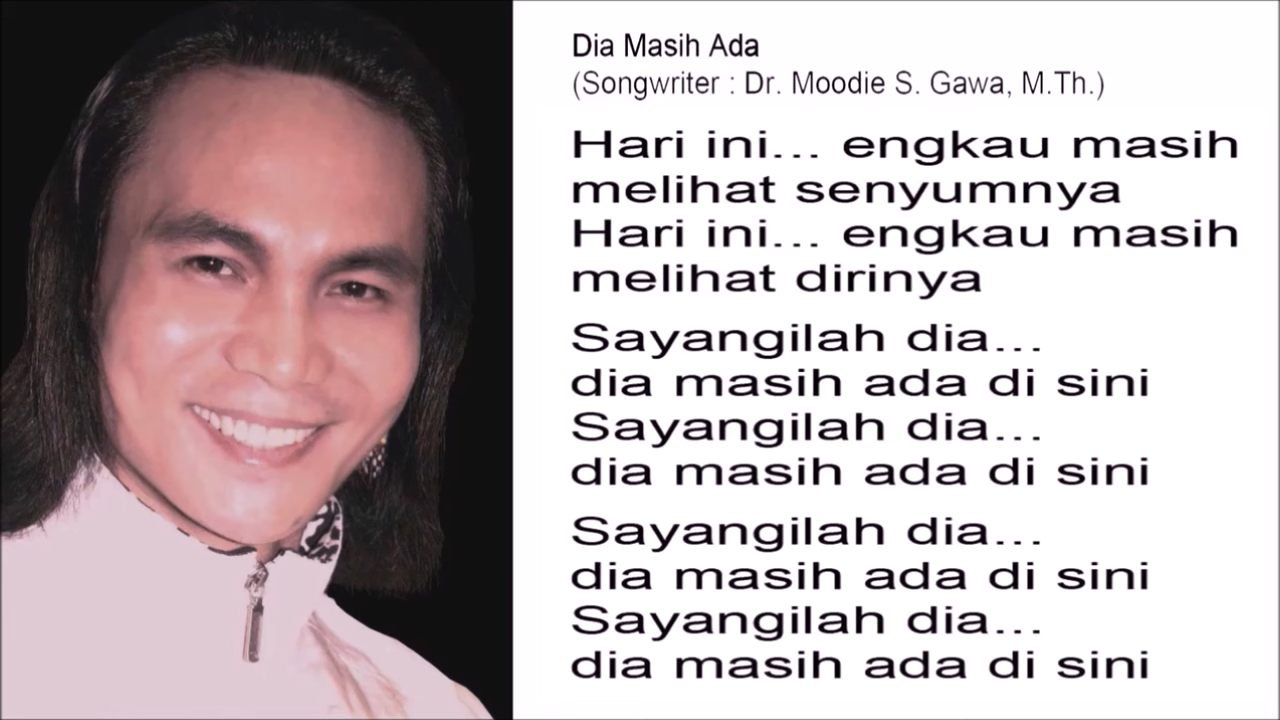 Dia Masih Ada
(Songwriter : Dr. Moodie S. Gawa, M.Th.)
Hari ini... engkau masih
melihat senyumnya
Hari ini... engkau masih
melihat dirinya
Sayangilah dia...
dia masih ada di sini
Sayangilah dia...
dia masih ada di sini
Sayangilah dia...
dia masih ada di sini
Sayangilah dia...
dia masih ada di sini